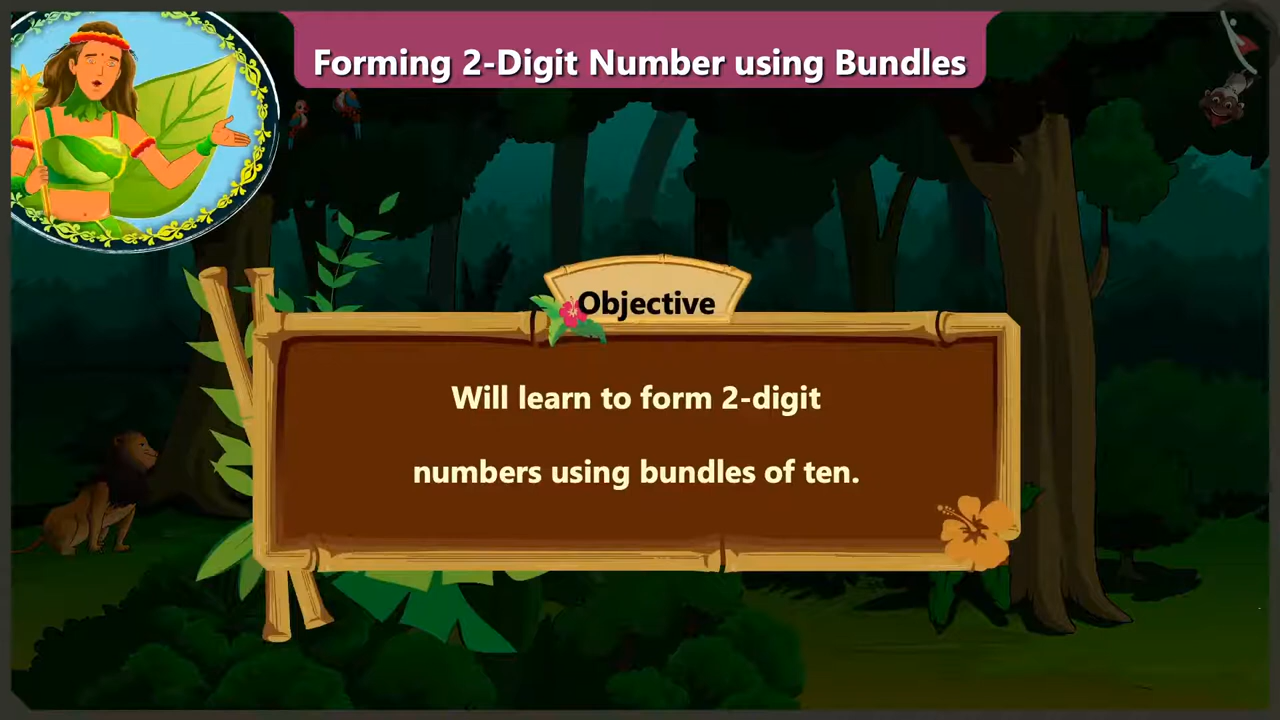 Forming 2-Digit Number using Bundles
Objective
Will learn to form 2-digit
numbers using bundles of ten.